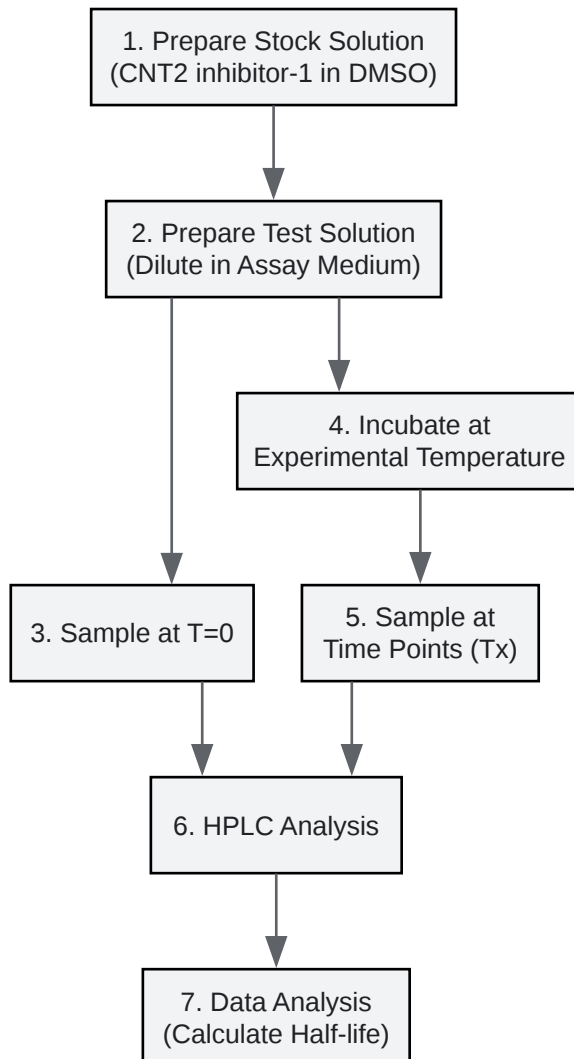 1. Prepare Stock Solution
(CNT2 inhibitor-1 in DMSO)
2. Prepare Test Solution
(Dilute in Assay Medium)
4. Incubate at
Experimental Temperature
3. Sample at T=0
5. Sample at
Time Points (Tx)
6. HPLC Analysis
7. Data Analysis
(Calculate Half-life)